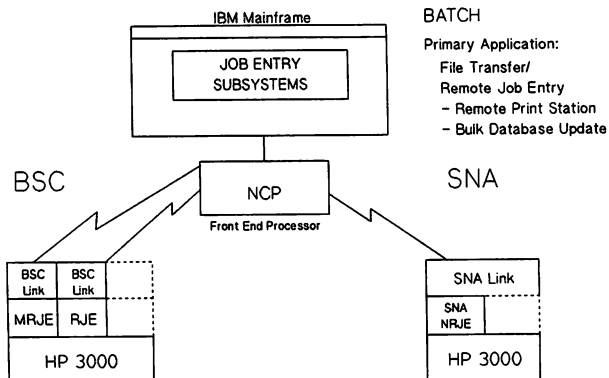 IBM Mainframe
JOB ENTRY
SUBSYSTEMS
BATCH
Primary Application:
File Transfer/
Remote Job Entry
- Remote Print Station
- Bulk Database Update
BSC
NCP
Front End Processor
SNA
BSC
Link
BSC
Link
MRJE
RJE
HP 3000
SNA Link
SNA
NRJE
HP 3000